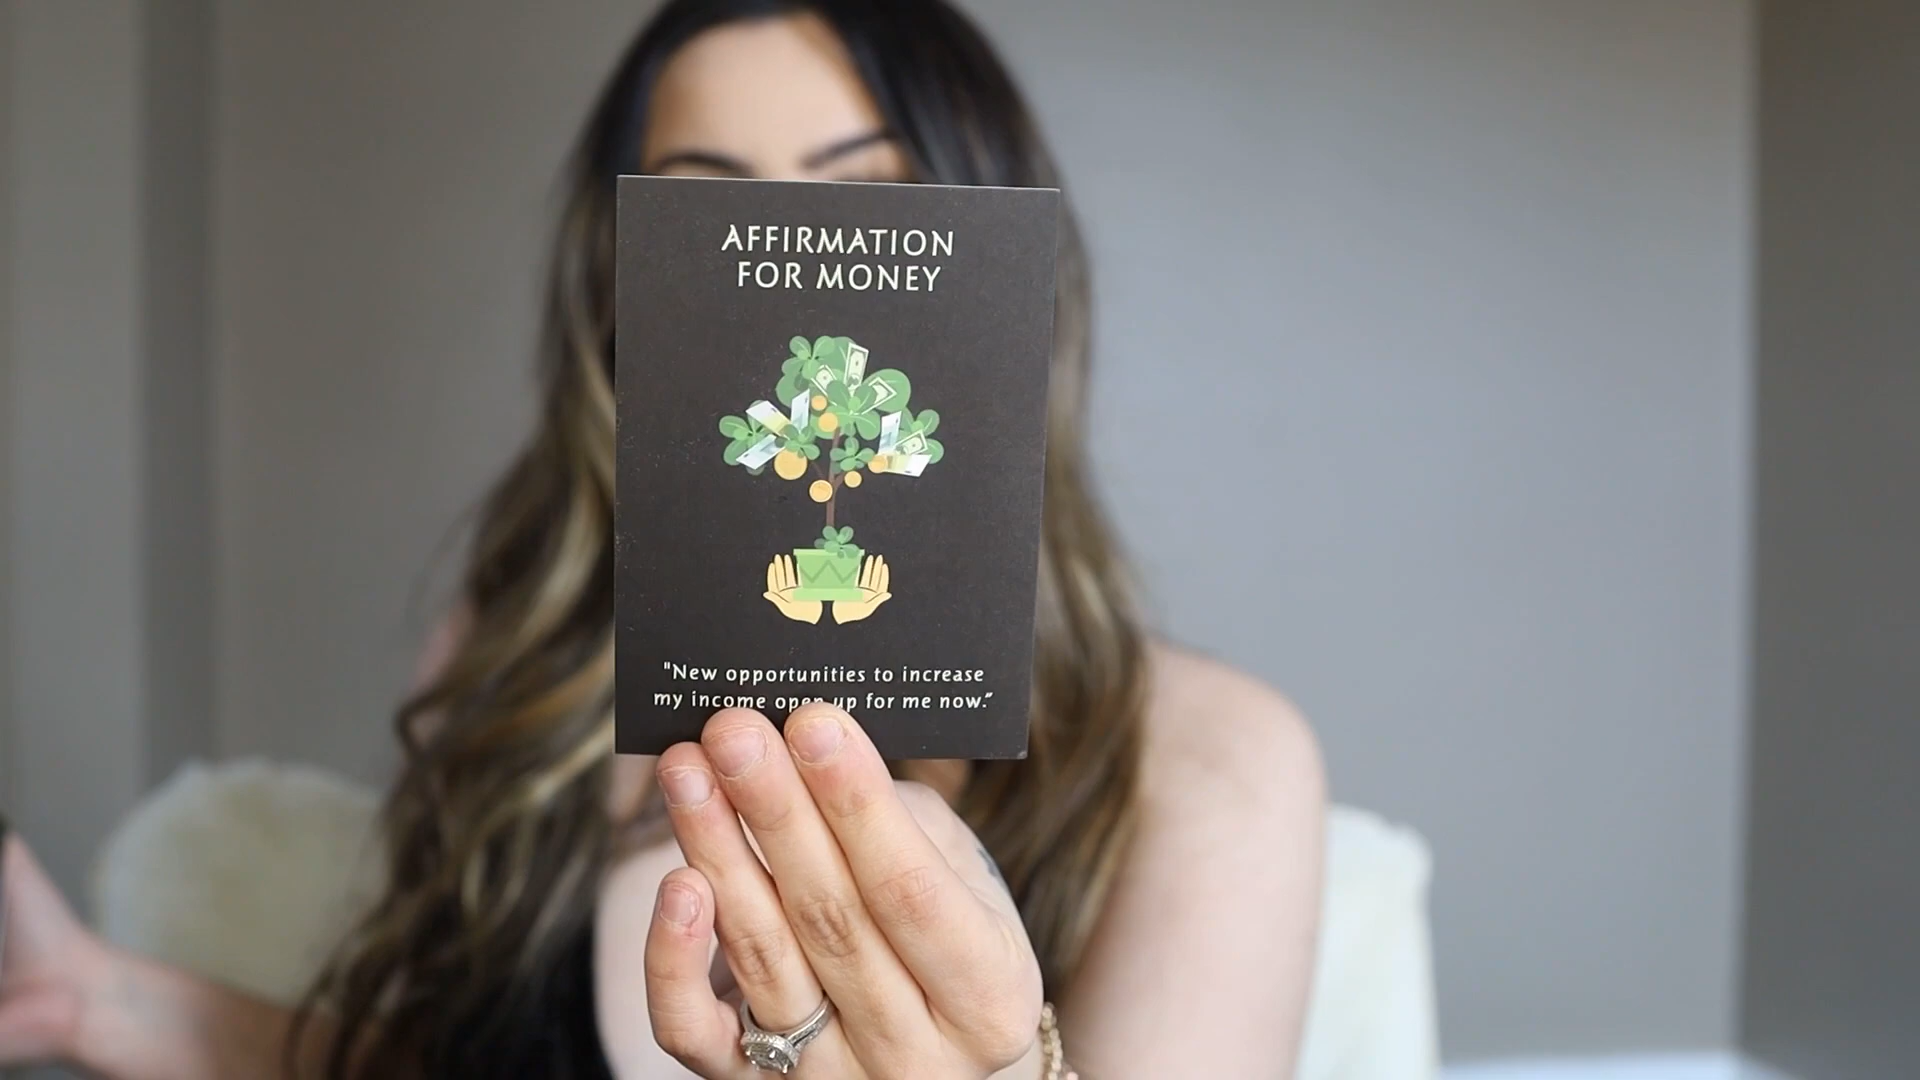 AFFIRMATION
FOR MONEY
"New opportunities to increase
my income open up for me now."